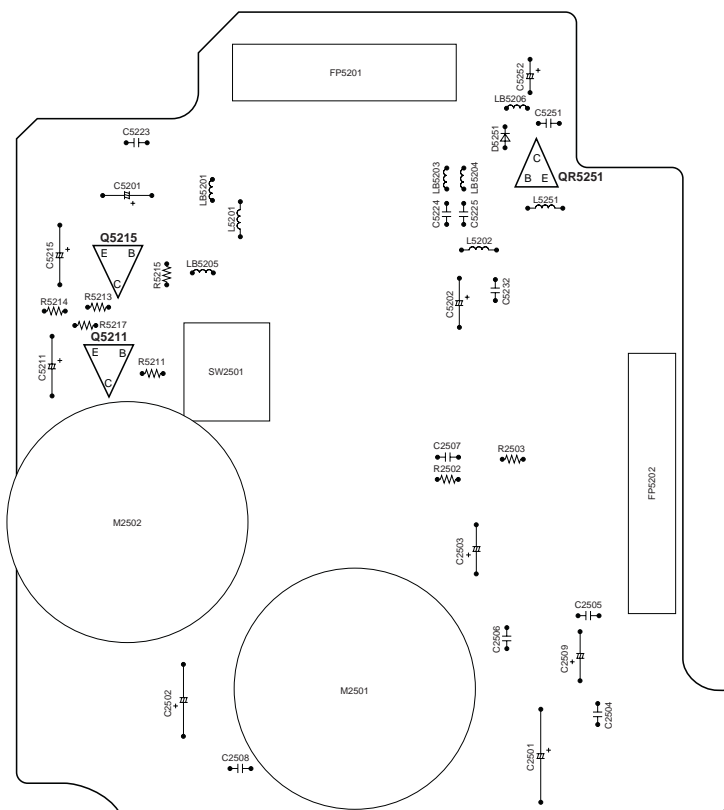 FP5201
C5252
+
LB5206
C5251
D5251
C5223
C
B E
QR5251
C5201
+
LB5201
L5201
LB5203
LB5204
C5224
C5225
L5251
Q5215
E B
C
C5215
+
R5215
LB5205
L5202
R5214
R5213
C5202
+
C5232
R5217
Q5211
E B
C
C5211
+
R5211
SW2501
C2507
R2502
R2503
FP5202
M2502
C2503
+
C2505
C2506
C2509
+
C2502
+
M2501
C2504
C2501
+
C2508